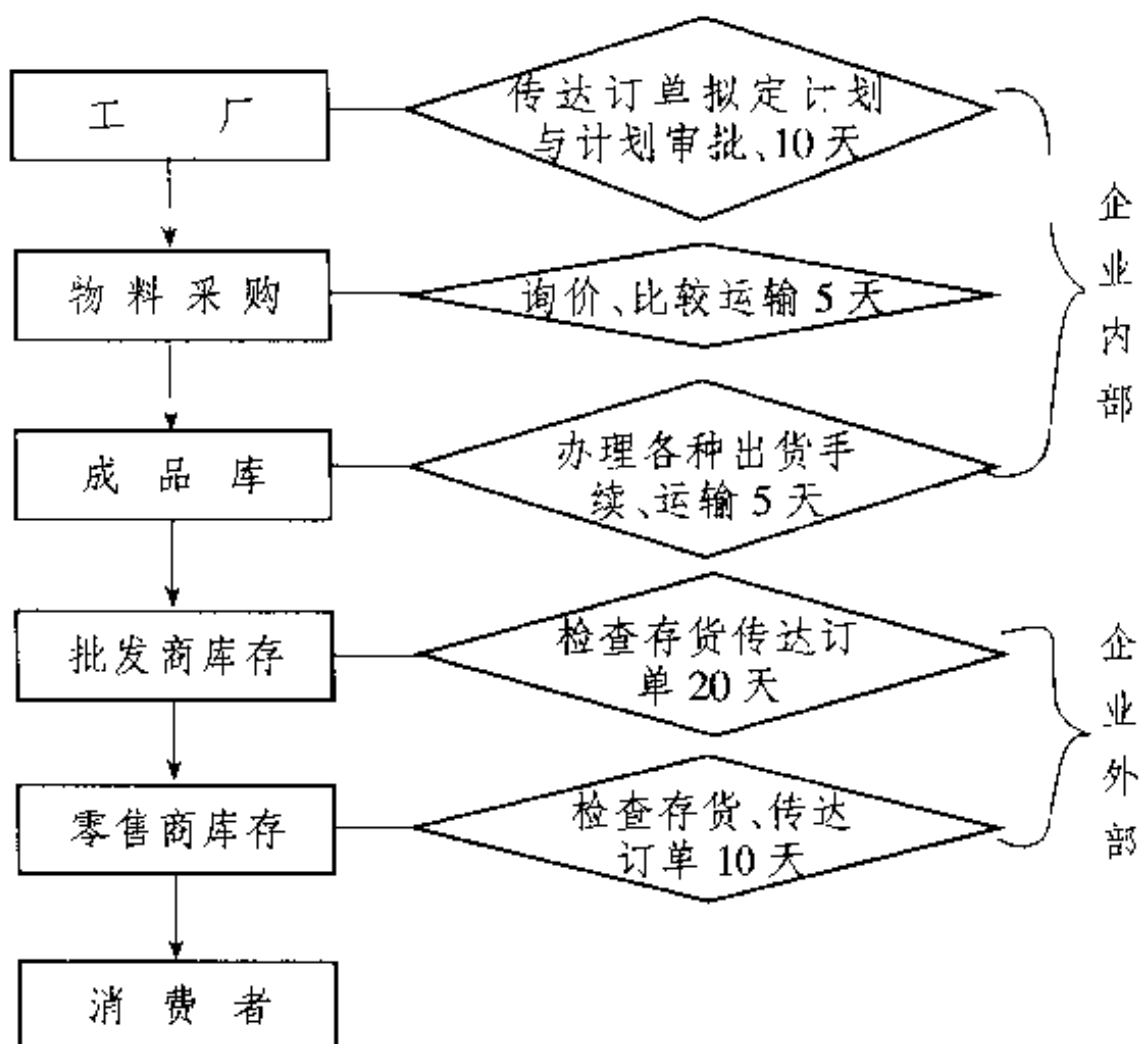 工 厂
传达订单拟定计划
与计划审批、10 天
物 料 采 购
询价、比较运输 5 天
成 品 库
办理各种出货手
续、运输 5 天
企业内部
批发商库存
检查存货传达订
单 20 天
零售商库存
检查存货、传达
订单 10 天
企业外部
消 费 者